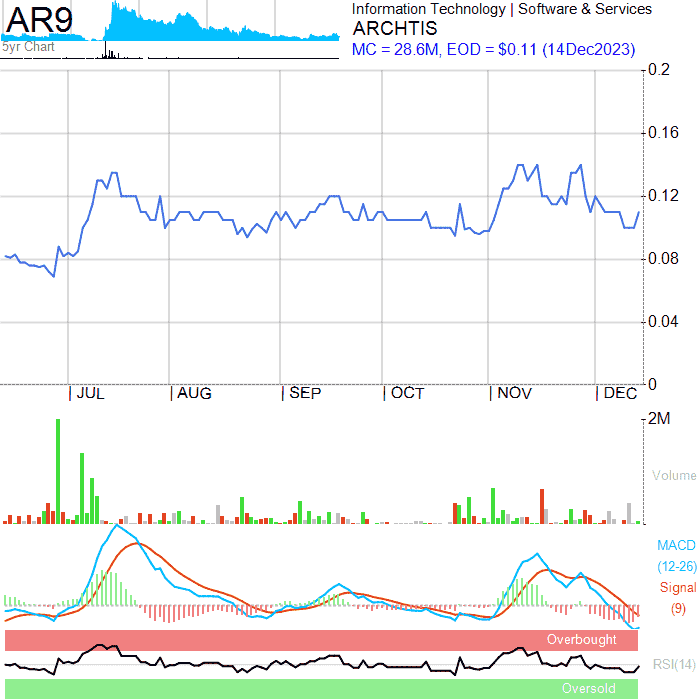 AR9
5yr Chart
Information Technology | Software & Services
ARCHTIS
MC = 28.6M, EOD = $0.11 (14Dec2023)
0.2
0.16
0.12
0.08
0.04
0
JUL AUG SEP OCT NOV DEC
2M
Volume
MACD
(12-26)
Signal
(9)
Overbought
RSI(14)
Oversold